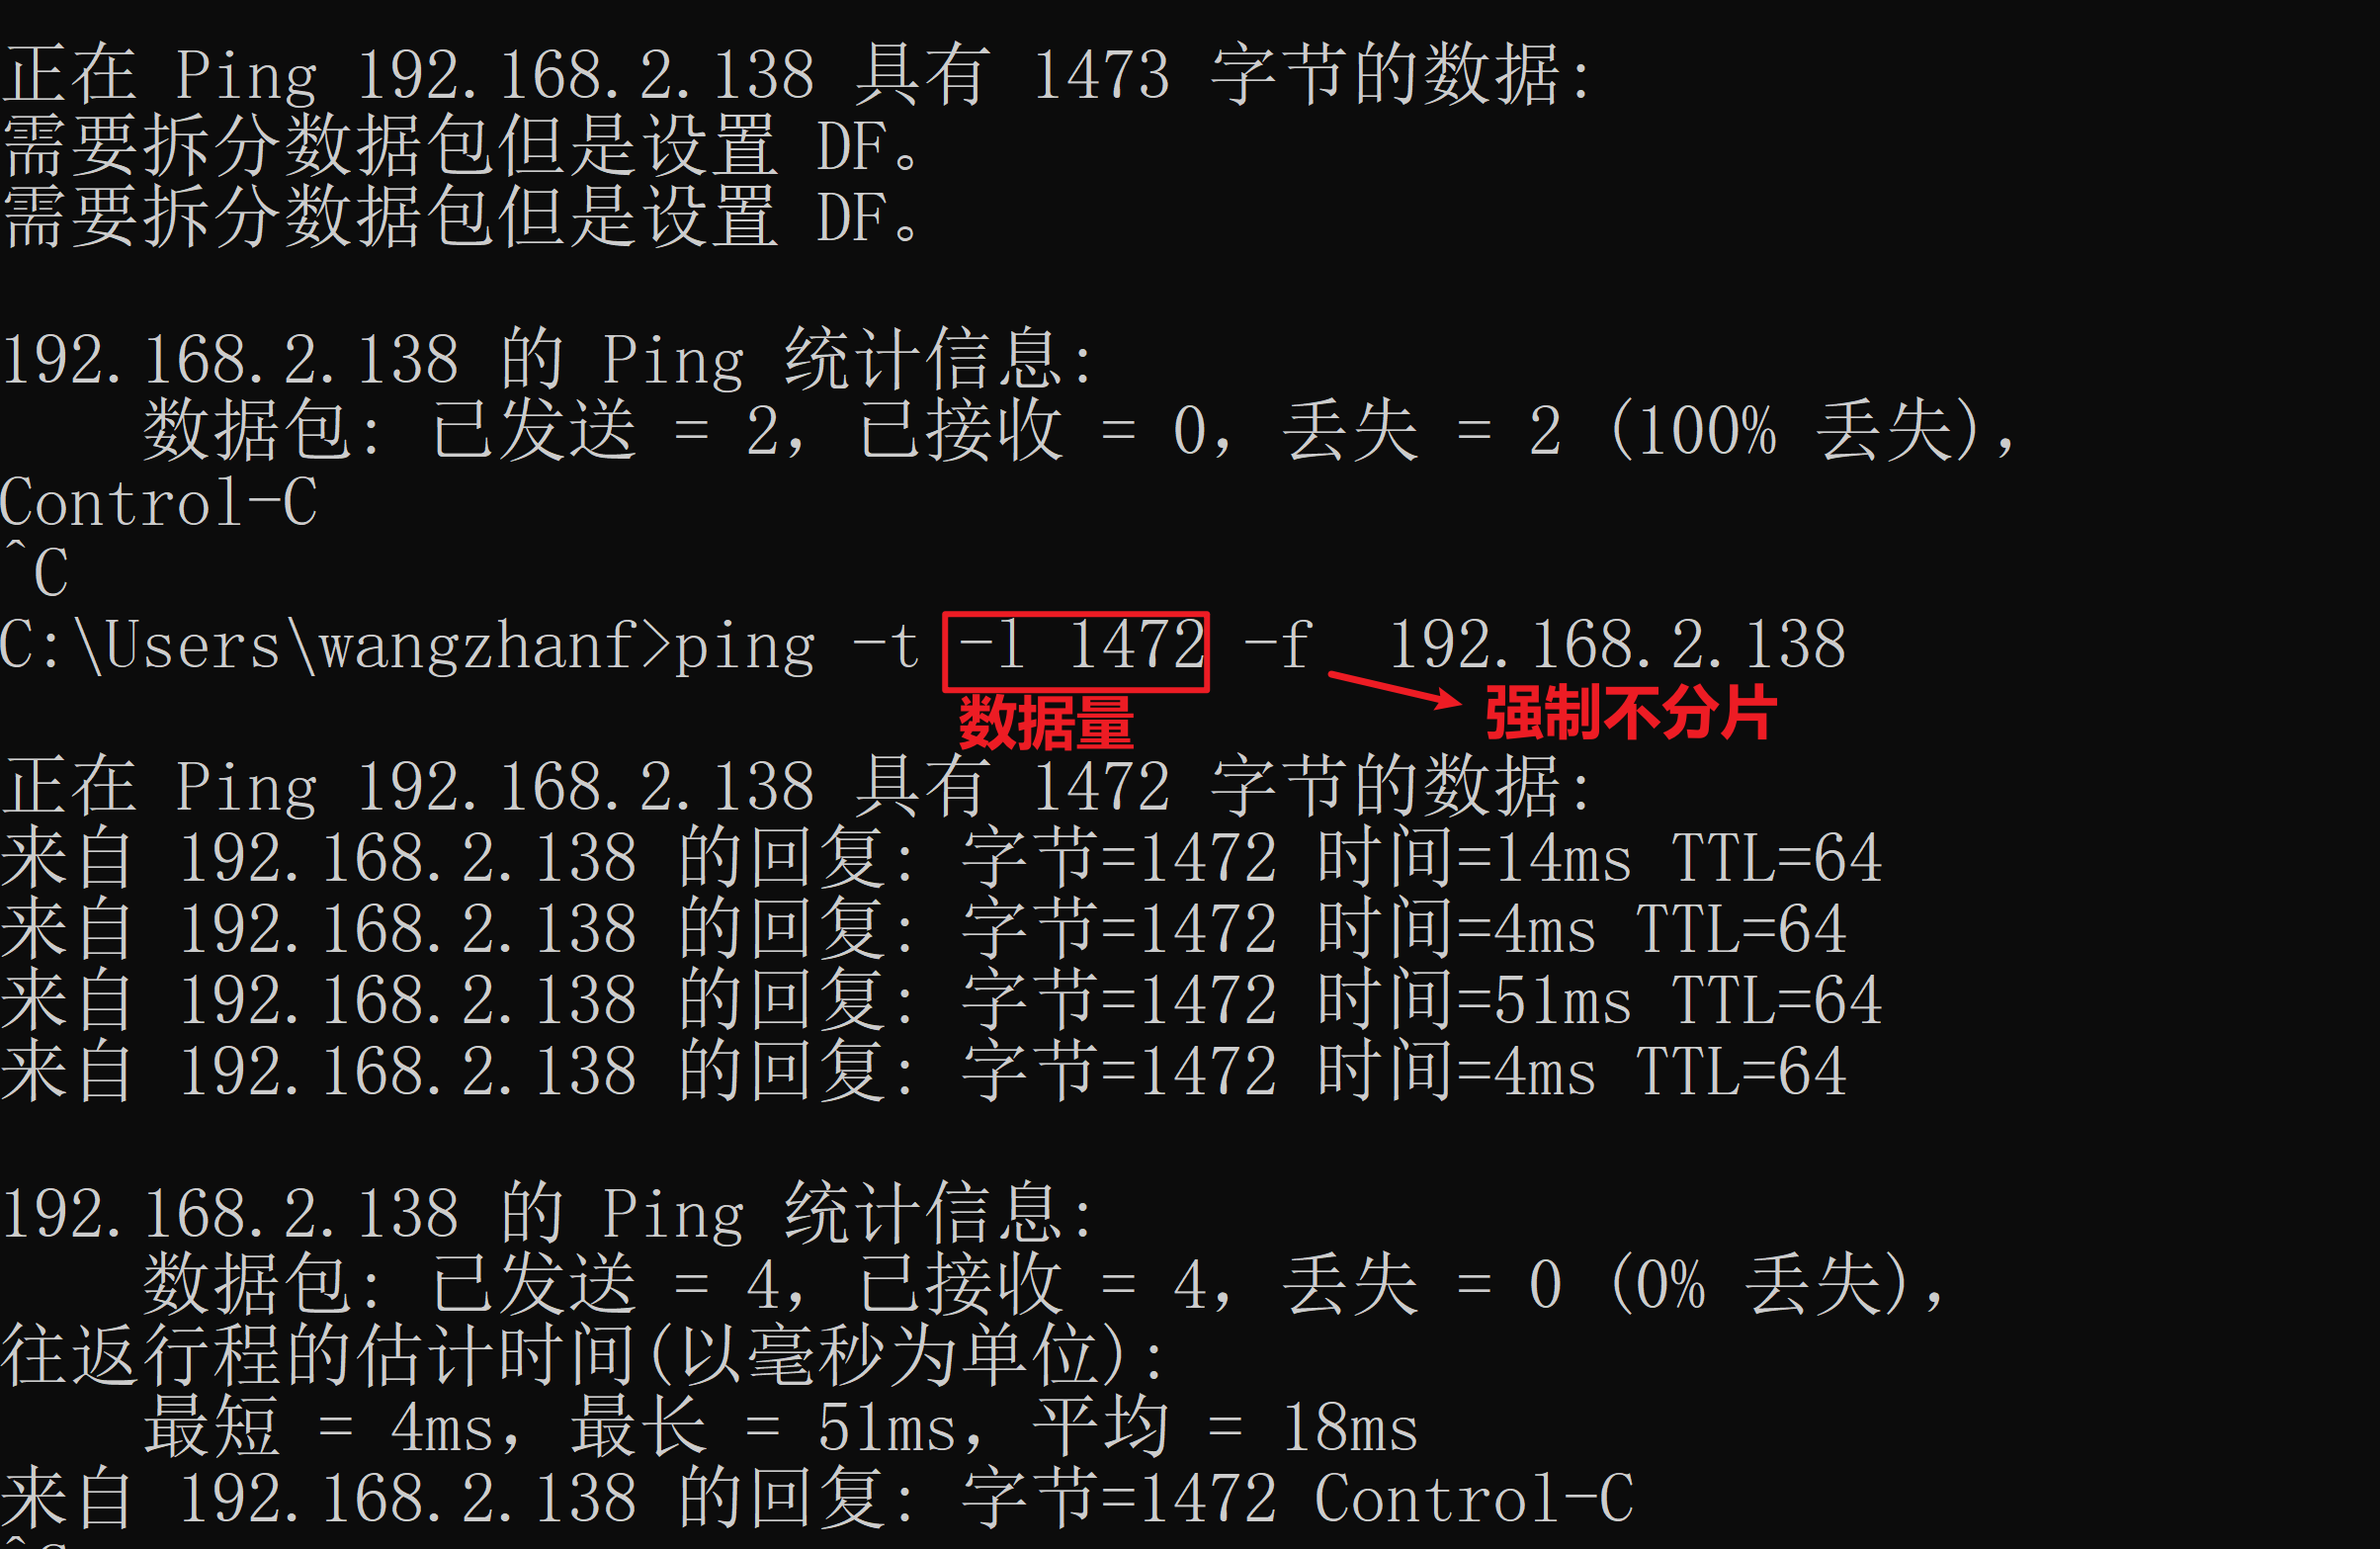 正在 Ping 192.168.2.138 具有 1473 字节的数据:
需要拆分数据包但是设置 DF。
需要拆分数据包但是设置 DF。
192.168.2.138 的 Ping 统计信息:
数据包: 已发送 = 2，已接收 = 0，丢失 = 2 (100% 丢失)，
Control-C
^C
C:\Users\wangzhanf>ping -t -l 1472 -f  192.168.2.138
数据量
强制不分片
正在 Ping 192.168.2.138 具有 1472 字节的数据:
来自 192.168.2.138 的回复: 字节=1472 时间=14ms TTL=64
来自 192.168.2.138 的回复: 字节=1472 时间=4ms TTL=64
来自 192.168.2.138 的回复: 字节=1472 时间=51ms TTL=64
来自 192.168.2.138 的回复: 字节=1472 时间=4ms TTL=64
192.168.2.138 的 Ping 统计信息:
数据包: 已发送 = 4，已接收 = 4，丢失 = 0 (0% 丢失)，
往返行程的估计时间(以毫秒为单位):
最短 = 4ms，最长 = 51ms，平均 = 18ms
来自 192.168.2.138 的回复: 字节=1472 Control-C
^C